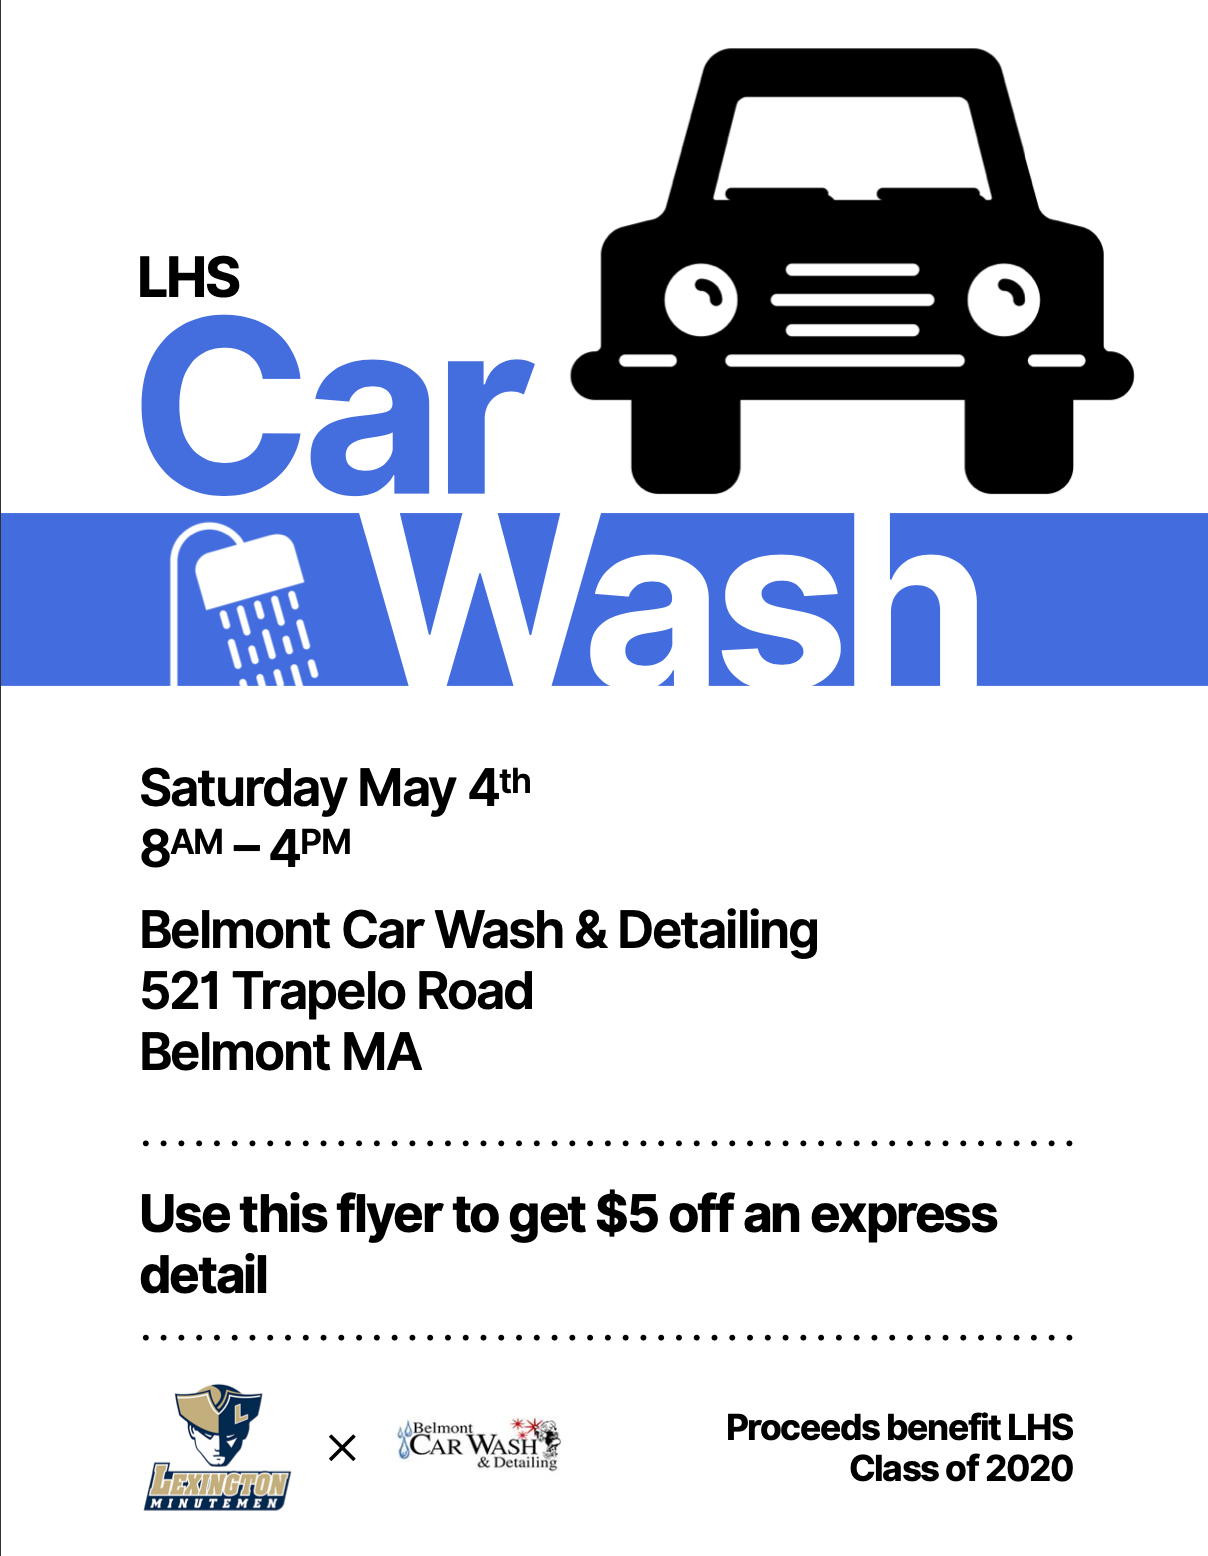 LHS
Car
Wash
Saturday May 4th
8AM – 4PM
Belmont Car Wash & Detailing
521 Trapelo Road
Belmont MA
Use this flyer to get $5 off an express
detail
L
LEXINGTON
MINUTEMEN
×
Belmont
CAR WASH
& Detailing
Proceeds benefit LHS
Class of 2020